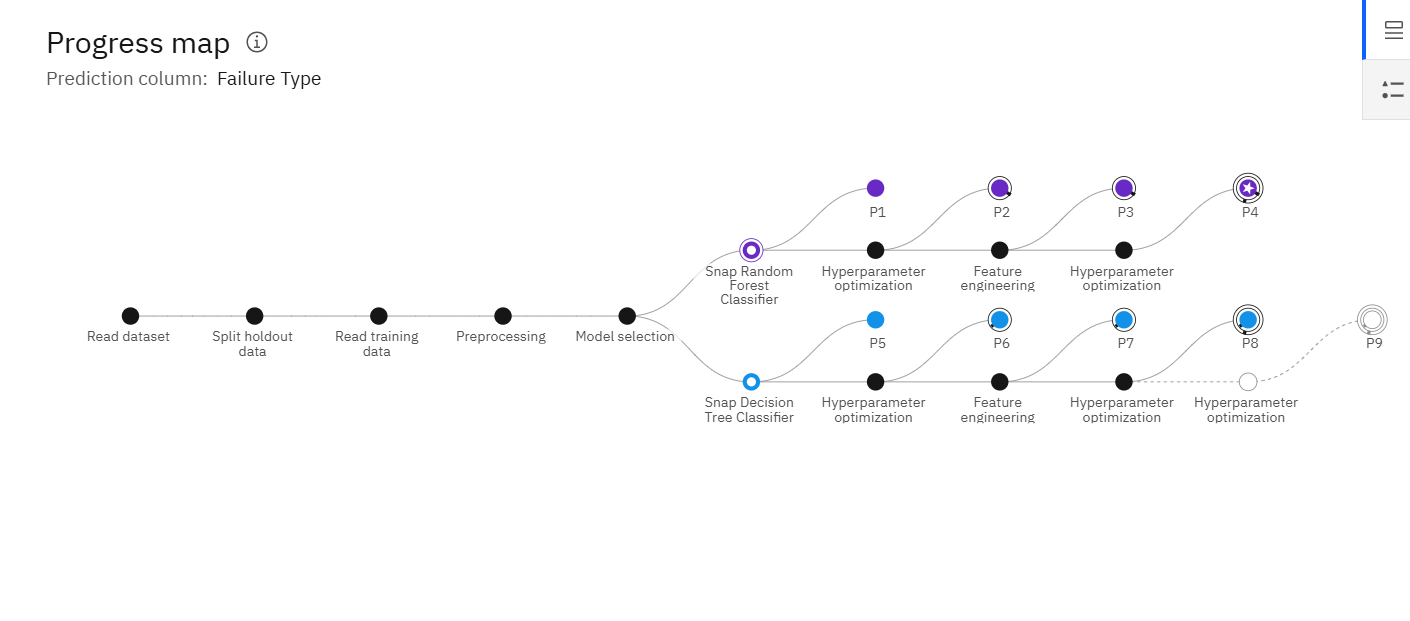 Progress map
Prediction column: Failure Type
P1
P2
P3
P4
Snap Random
Forest
Classifier
Hyperparameter
optimization
Feature
engineering
Hyperparameter
optimization
Read dataset
Split holdout
data
Read training
data
Preprocessing
Model selection
P5
P6
P7
P8
P9
Snap Decision
Tree Classifier
Hyperparameter
optimization
Feature
engineering
Hyperparameter
optimization
Hyperparameter
optimization